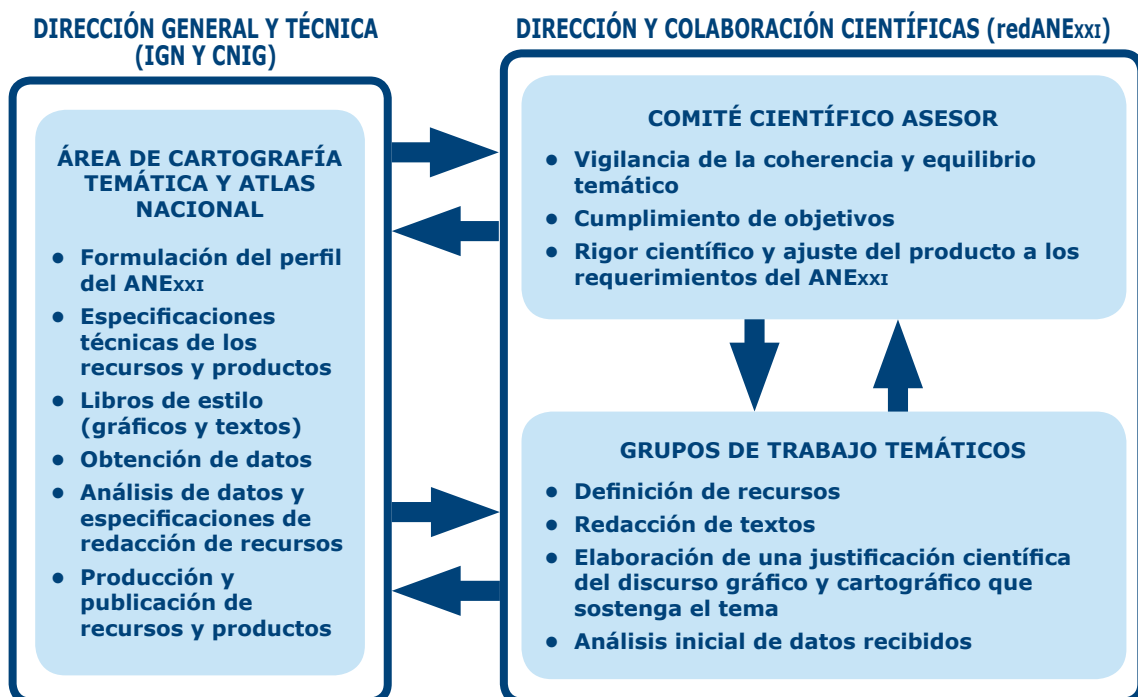 DIRECCIÓN GENERAL Y TÉCNICA
(IGN Y CNIG)
ÁREA DE CARTOGRAFÍA
TEMÁTICA Y ATLAS
NACIONAL
• Formulación del perfil
del ANEXXI
• Especificaciones
técnicas de los
recursos y productos
• Libros de estilo
(gráficos y textos)
• Obtención de datos
• Análisis de datos y
especificaciones de
redacción de recursos
• Producción y
publicación de
recursos y productos
DIRECCIÓN Y COLABORACIÓN CIENTÍFICAS (redANEXXI)
COMITÉ CIENTÍFICO ASESOR
• Vigilancia de la coherencia y equilibrio
temático
• Cumplimiento de objetivos
• Rigor científico y ajuste del producto a los
requerimientos del ANEXXI
GRUPOS DE TRABAJO TEMÁTICOS
• Definición de recursos
• Redacción de textos
• Elaboración de una justificación científica
del discurso gráfico y cartográfico que
sostenga el tema
• Análisis inicial de datos recibidos